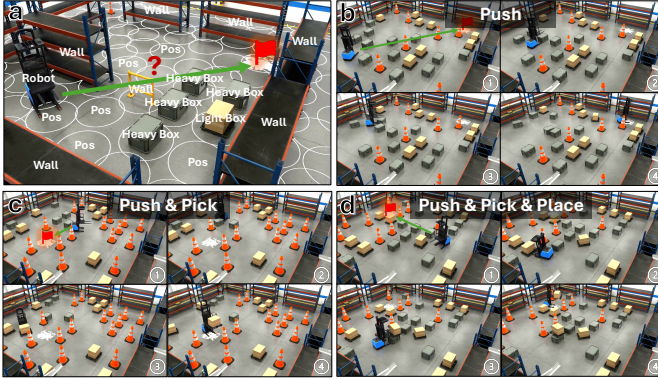 a
Wall
Wall
Wall
Wall
Pos
Pos
?
Robot
Heavy Box
Wall
Heavy Box
Heavy Box
Pos
Pos
Light Box
Wall
Heavy Box
Wall
Pos
b
Push
1
2
3
4
c
Push & Pick
1
2
3
4
d
Push & Pick & Place
1
2
3
4